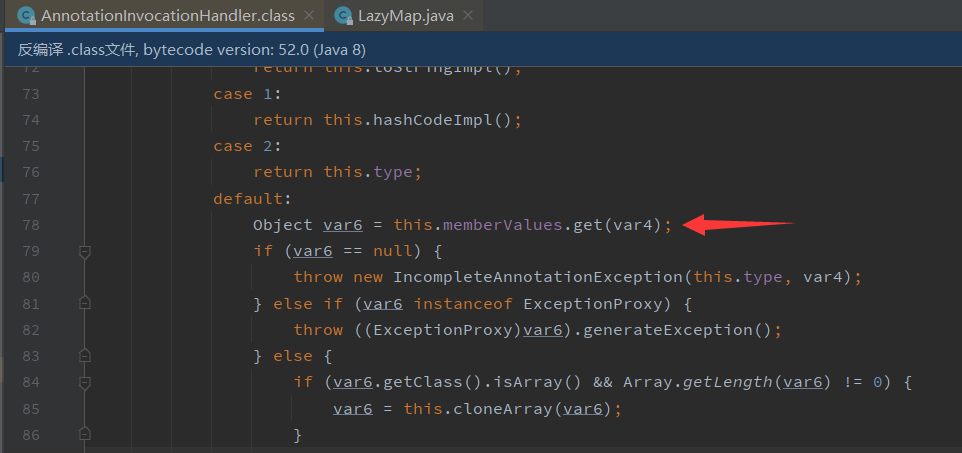 AnnotationInvocationHandler.class × LazyMap.java ×
反编译 .class文件, bytecode version: 52.0 (Java 8)
72 return this.toStringImpl();
73 case 1:
74 return this.hashCodeImpl();
75 case 2:
76 return this.type;
77 default:
78 Object var6 = this.memberValues.get(var4);
79 if (var6 == null) {
80 throw new IncompleteAnnotationException(this.type, var4);
81 } else if (var6 instanceof ExceptionProxy) {
82 throw ((ExceptionProxy)var6).generateException();
83 } else {
84 if (var6.getClass().isArray() && Array.getLength(var6) != 0) {
85 var6 = this.cloneArray(var6);
86 }